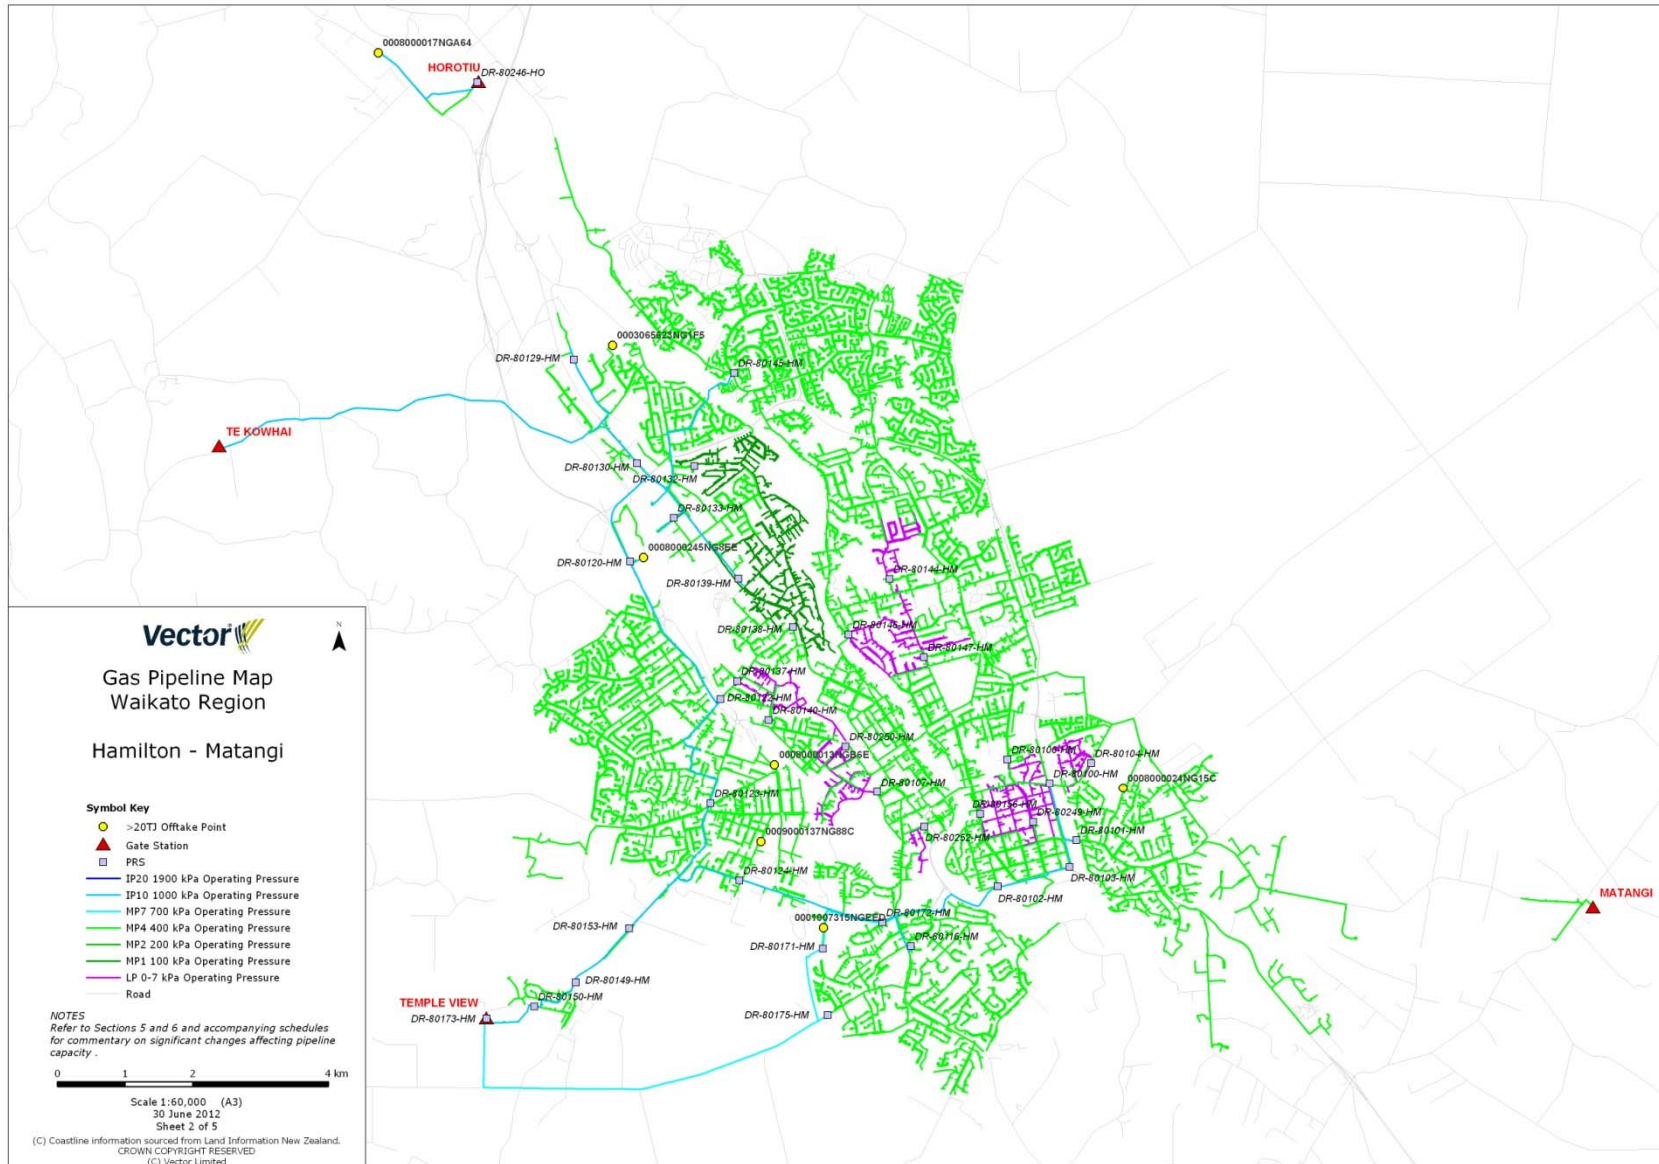 0008000017NGA64
HOROTIU
DR-80246-HO
0003065823NG1F5
DR-80129-HM
DR-80145-HM
TE KOWHAI
DR-80130-HM
DR-80132-HM
DR-80133-HM
0008000245NG8EE
DR-80120-HM
DR-80139-HM
DR-80144-HM
DR-80138-HM
DR-80146-HM
DR-80147-HM
DR-80137-HM
DR-80122-HM
DR-80140-HM
DR-80250-HM
0008000013NGB6E
DR-80106-HM
DR-80104-HM
DR-80100-HM
0008000024NG15C
DR-80107-HM
DR-80123-HM
DR-80156-HM
DR-80249-HM
0009000137NG88C
DR-80252-HM
DR-80101-HM
DR-80124-HM
DR-80103-HM
DR-80102-HM
MATANGI
DR-80172-HM
DR-80153-HM
DR-80116-HM
DR-80171-HM
DR-80149-HM
TEMPLE VIEW
DR-80150-HM
DR-80173-HM
DR-80175-HM
Vector
N
Gas Pipeline Map
Waikato Region
Hamilton - Matangi
Symbol Key
>20TJ Offtake Point
Gate Station
PRS
IP20 1900 kPa Operating Pressure
IP10 1000 kPa Operating Pressure
MP7 700 kPa Operating Pressure
MP4 400 kPa Operating Pressure
MP2 200 kPa Operating Pressure
MP1 100 kPa Operating Pressure
LP 0-7 kPa Operating Pressure
Road
NOTES
Refer to Sections 5 and 6 and accompanying schedules
for commentary on significant changes affecting pipeline
capacity .
0 1 2 4 km
Scale 1:60,000 (A3)
30 June 2012
Sheet 2 of 5
(C) Coastline information sourced from Land Information New Zealand.
CROWN COPYRIGHT RESERVED
(C) Vector Limited